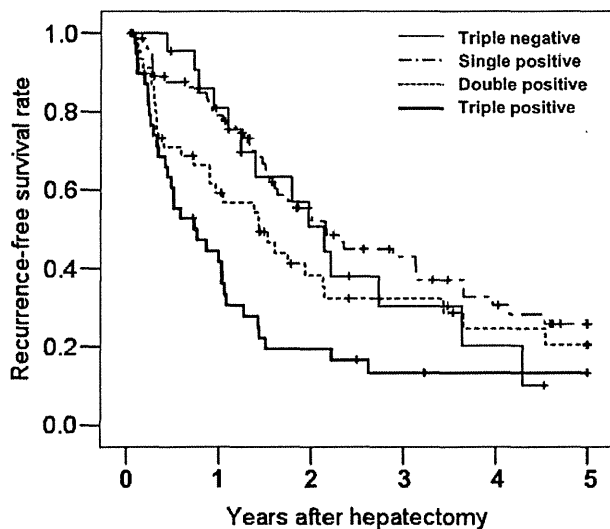 Recurrence-free survival rate
1.0
0.8
0.6
0.4
0.2
0.0
Triple negative
Single positive
Double positive
Triple positive
0 1 2 3 4 5
Years after hepatectomy